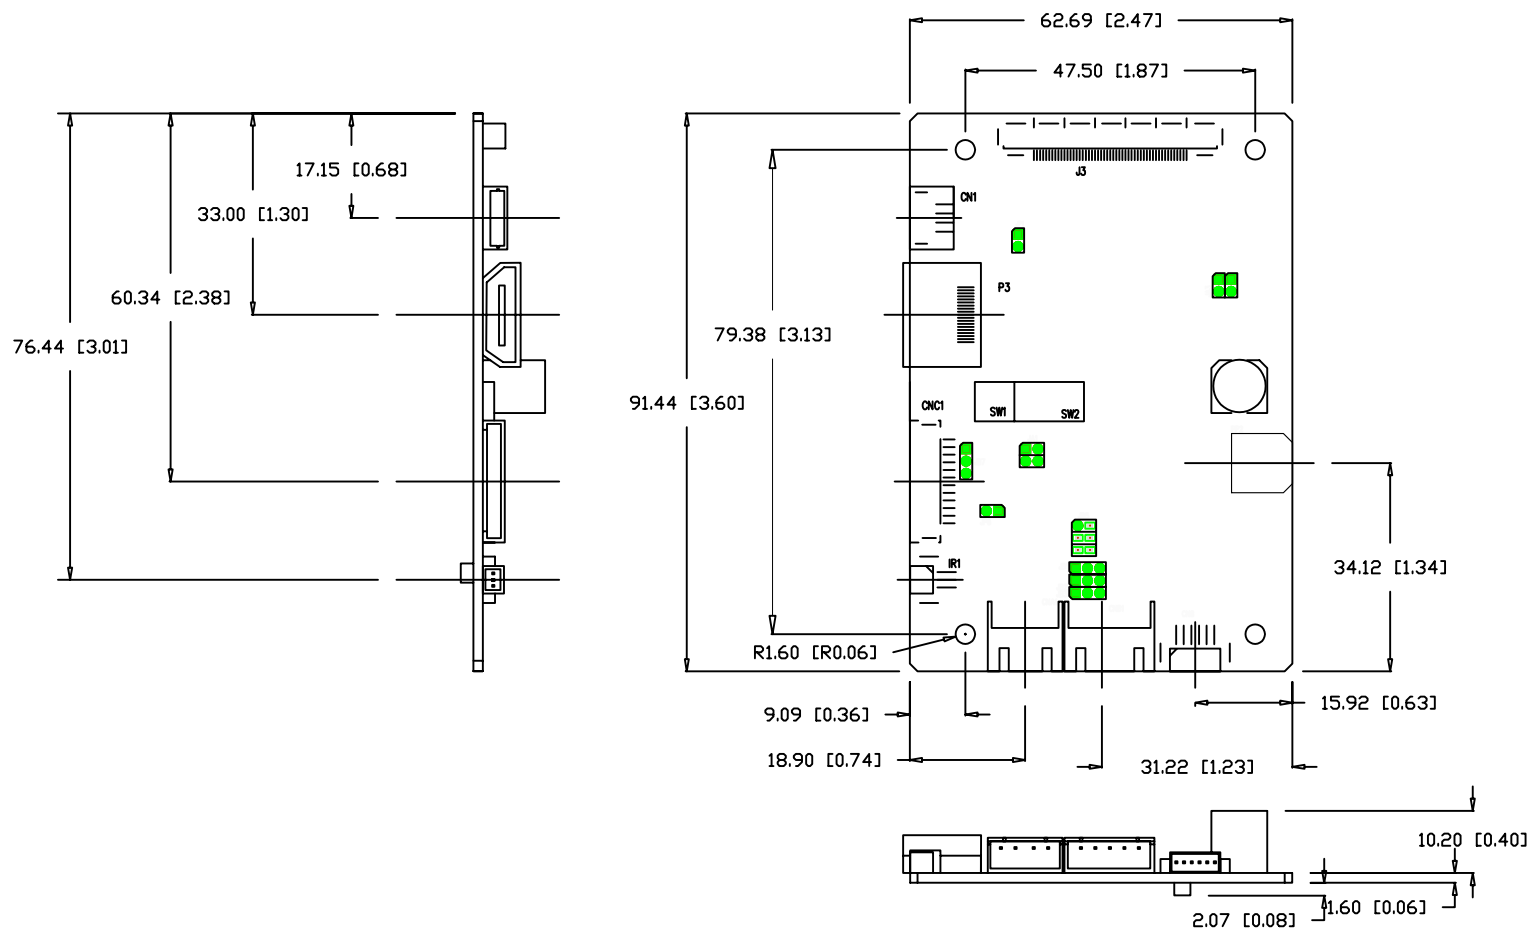 62.69 [2.47]
47.50 [1.87]
17.15 [0.68]
33.00 [1.30]
60.34 [2.38]
76.44 [3.01]
J3
CN1
P3
79.38 [3.13]
91.44 [3.60]
CNC1
SW1
SW2
IR1
34.12 [1.34]
R1.60 [R0.06]
9.09 [0.36]
15.92 [0.63]
18.90 [0.74]
31.22 [1.23]
10.20 [0.40]
1.60 [0.06]
2.07 [0.08]